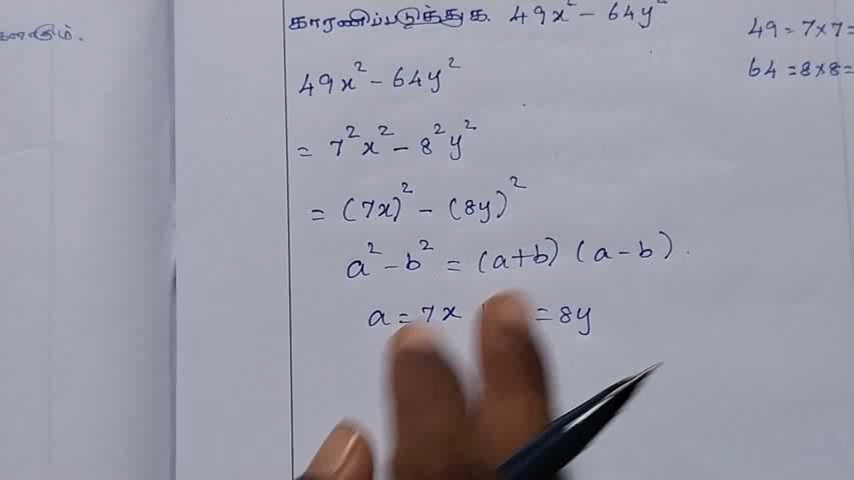 காரணிப்படுத்துக. 49x² - 64y²
49 = 7×7 =
64 = 8×8 =
49x² - 64y²
= 7²x² - 8²y²
= (7x)² - (8y)²
a² - b² = (a+b) (a-b).
a = 7x = 8y